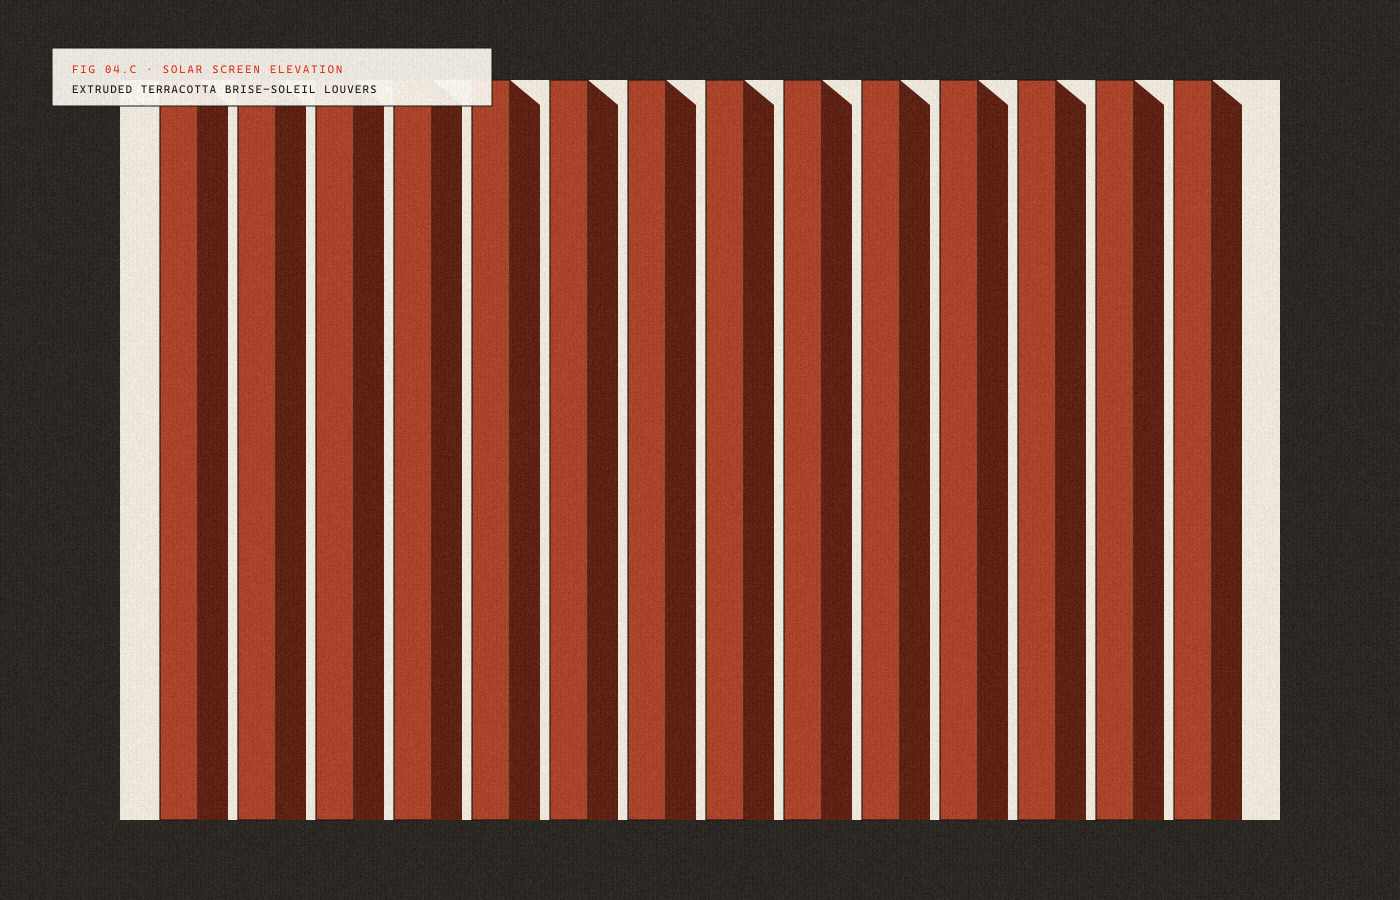 FIG 04.C · SOLAR SCREEN ELEVATION
EXTRUDED TERRACOTTA BRISE-SOLEIL LOUVERS